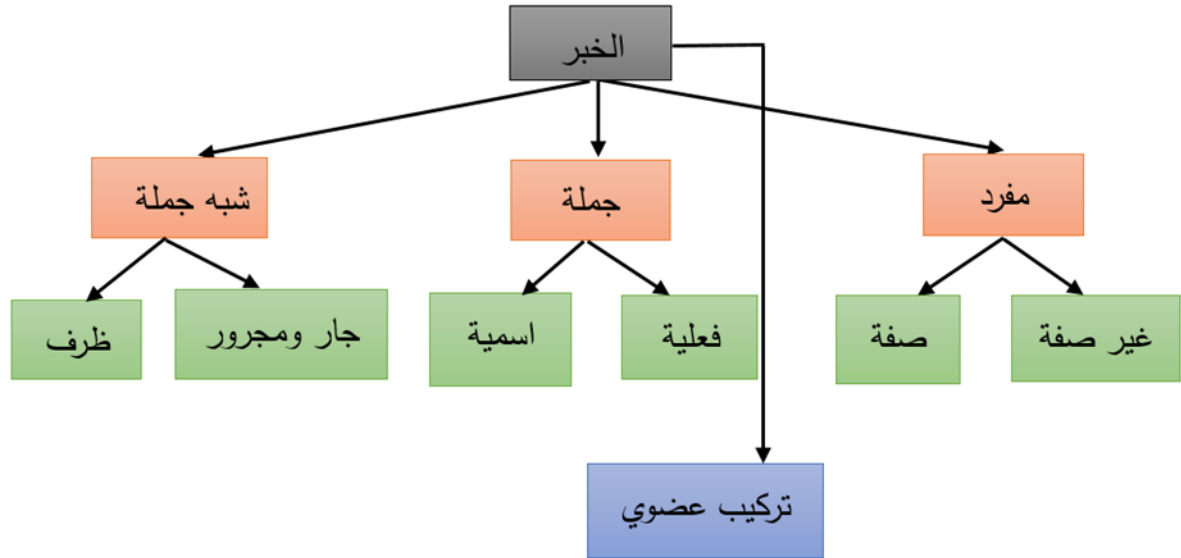 الخبر
مفرد
جملة
شبه جملة
غير صفة
صفة
فعلية
اسمية
جار ومجرور
ظرف
تركيب عضوي